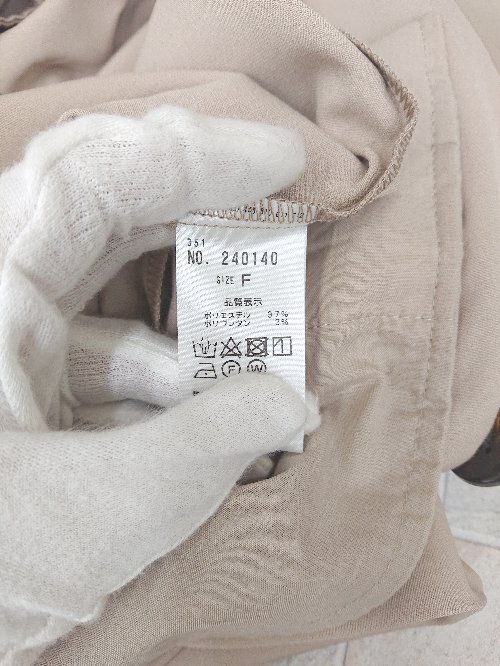 351
NO. 240140
SIZE F
品質表示
ポリエステル 97%
ポリウレタン 3%
F W